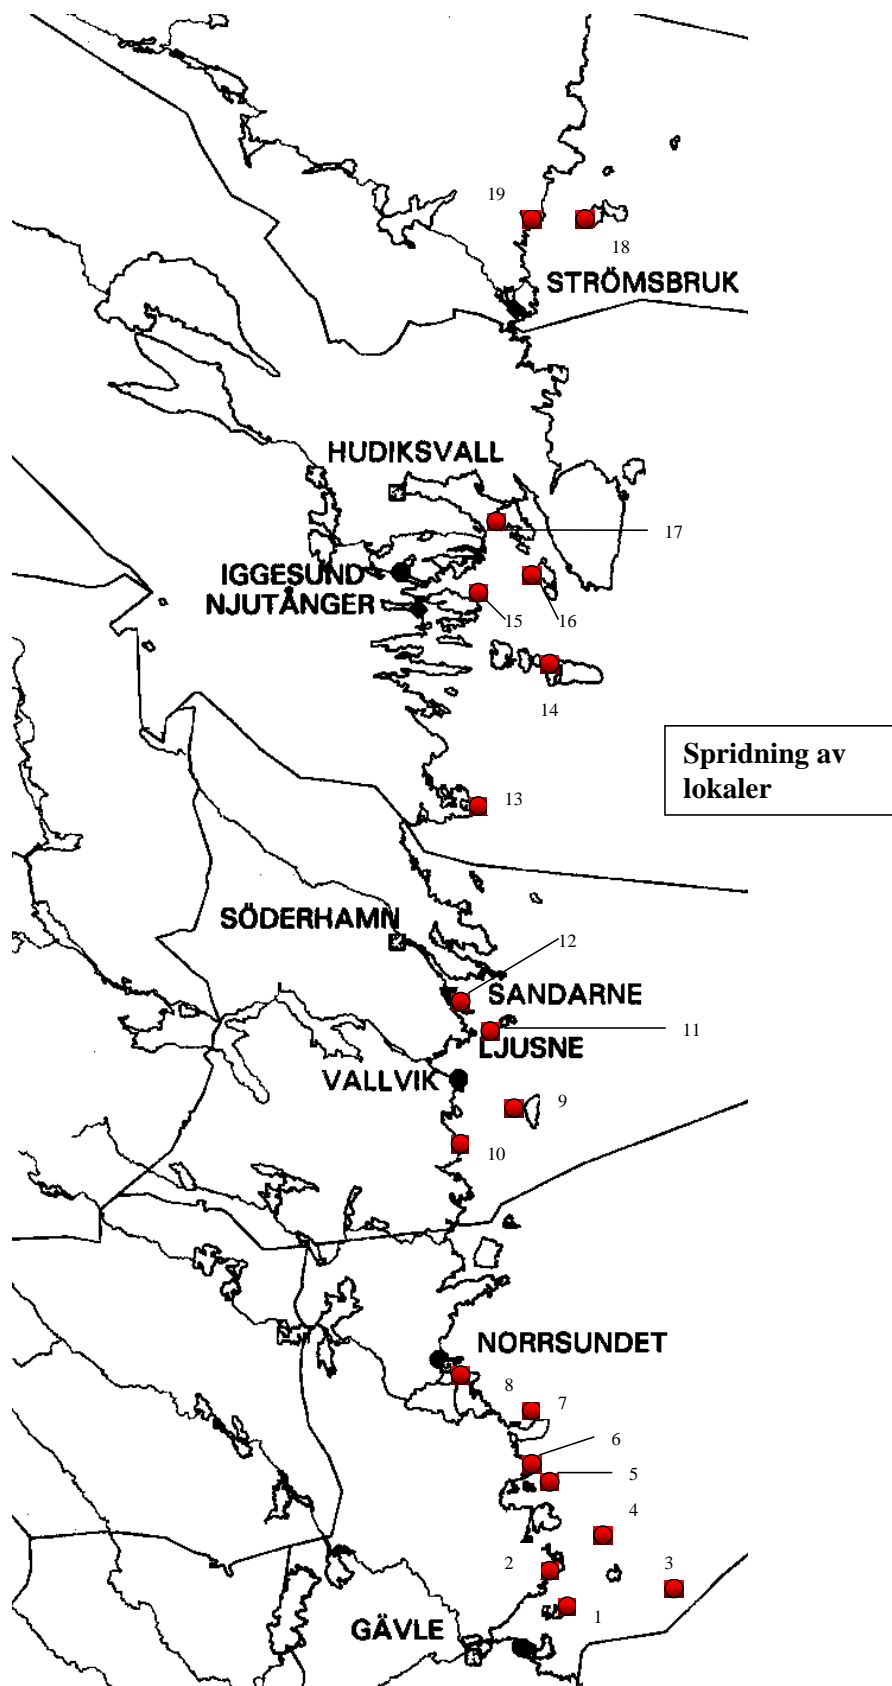 19
18
STRÖMSBRUK
HUDIKSVALL
17
IGGESUND
NJUTÅNGER
15
16
14
Spridning av
lokaler
13
SÖDERHAMN
12
SANDARNE
11
LJUSNE
VALLVIK
9
10
NORRSUNDET
8
7
6
5
4
2
3
1
GÄVLE